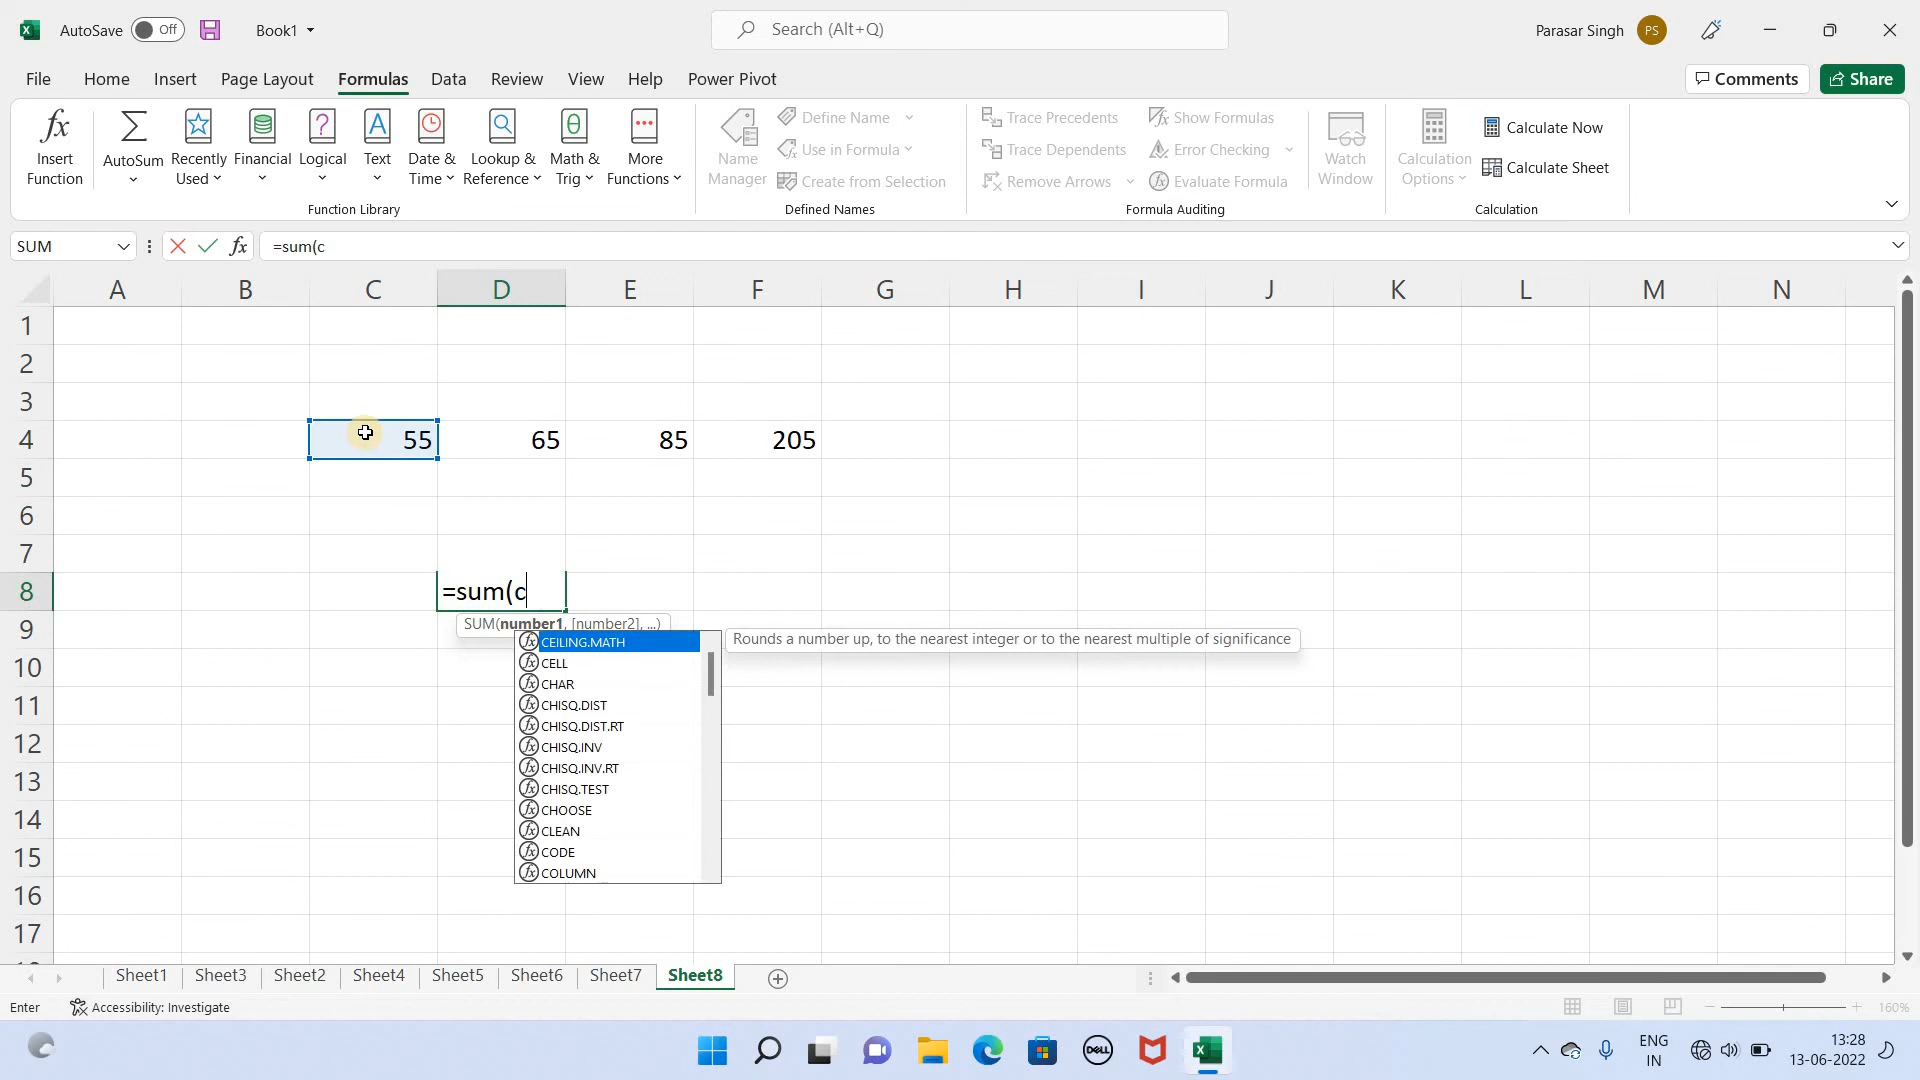 AutoSave Off Book1 Search (Alt+Q) Parasar Singh PS
File Home Insert Page Layout Formulas Data Review View Help Power Pivot Comments Share
Insert Function
AutoSum
Recently Used
Financial
Logical
Text
Date & Time
Lookup & Reference
Math & Trig
More Functions
Function Library
Name Manager
Define Name
Use in Formula
Create from Selection
Defined Names
Trace Precedents
Trace Dependents
Remove Arrows
Show Formulas
Error Checking
Evaluate Formula
Formula Auditing
Watch Window
Calculation Options
Calculate Now
Calculate Sheet
Calculation
SUM fx =sum(c
A B C D E F G H I J K L M N
1
2
3
4 55 65 85 205
5
6
7
8 =sum(c
9 SUM(number1, [number2], ...)
CEILING.MATH Rounds a number up, to the nearest integer or to the nearest multiple of significance
10 CELL
CHAR
11 CHISQ.DIST
CHISQ.DIST.RT
12 CHISQ.INV
CHISQ.INV.RT
13 CHISQ.TEST
14 CHOOSE
CLEAN
15 CODE
COLUMN
16
17
Sheet1 Sheet3 Sheet2 Sheet4 Sheet5 Sheet6 Sheet7 Sheet8
Enter Accessibility: Investigate 160%
DELL
ENG
IN
13:28
13-06-2022